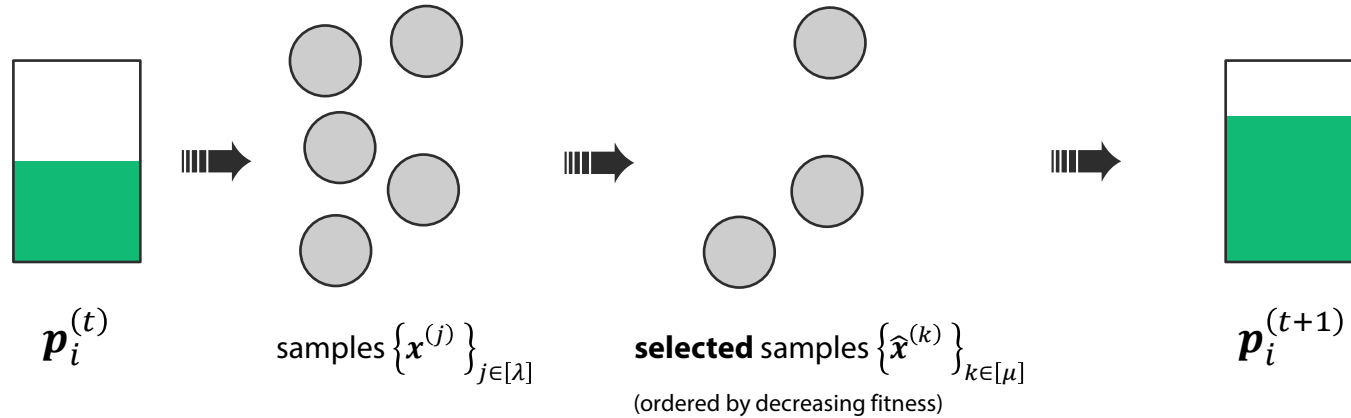 p_i^(t)
samples {x^(j)}_{j∈[λ]}
selected samples {x̂^(k)}_{k∈[μ]}
(ordered by decreasing fitness)
p_i^(t+1)